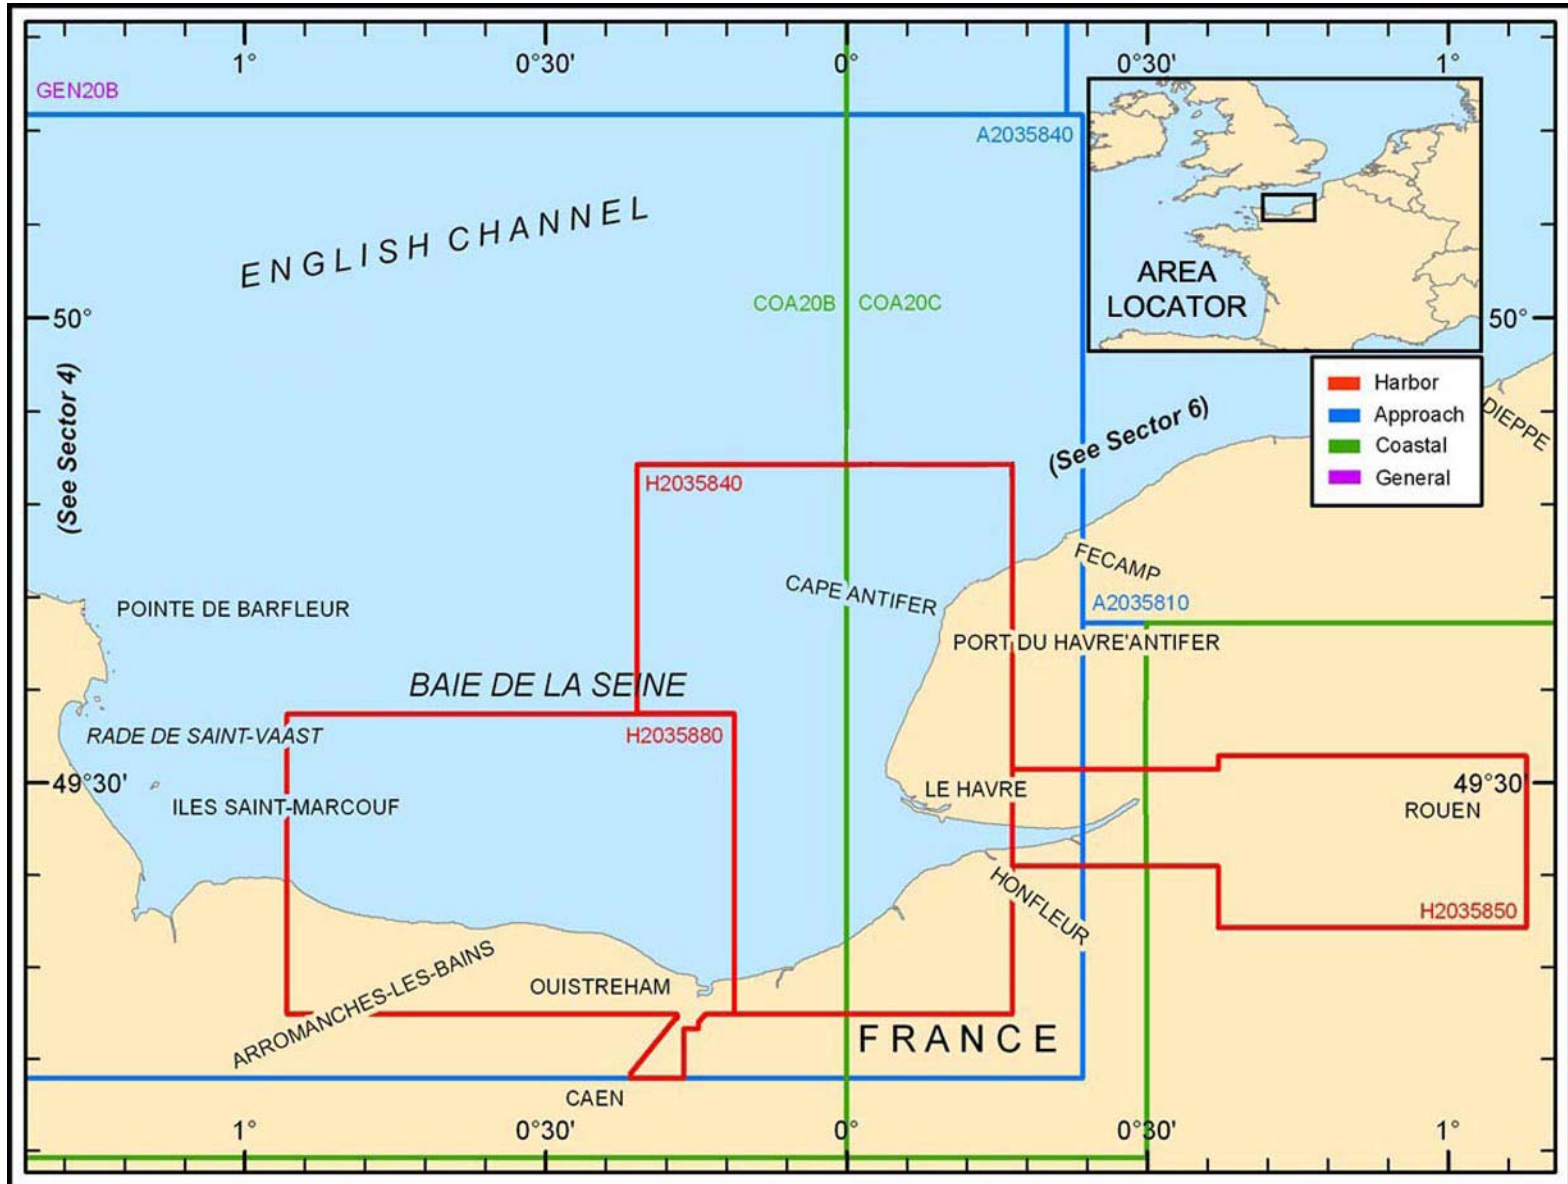 1°
0°30'
0°
0°30'
1°
GEN20B
A2035840
ENGLISH CHANNEL
AREA
LOCATOR
COA20B
COA20C
50°
50°
(See Sector 4)
(See Sector 6)
Harbor
Approach
Coastal
General
DIEPPE
H2035840
FECAMP
CAPE ANTIFER
A2035810
POINTE DE BARFLEUR
PORT DU HAVRE'ANTIFER
BAIE DE LA SEINE
RADE DE SAINT-VAAST
H2035880
49°30'
49°30'
LE HAVRE
ILES SAINT-MARCOUF
ROUEN
HONFLEUR
H2035850
ARROMANCHES-LES-BAINS
OUISTREHAM
FRANCE
CAEN
1°
0°30'
0°
0°30'
1°